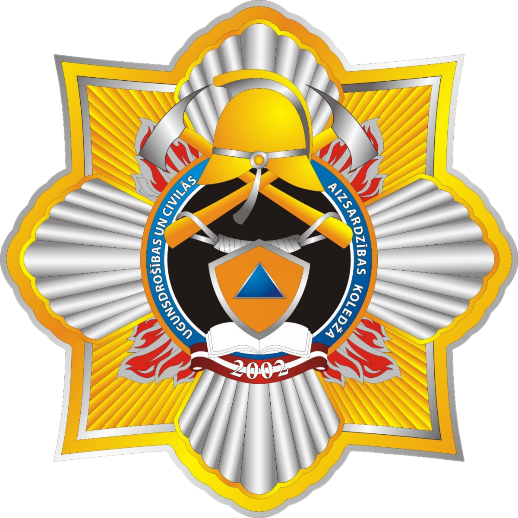 UGUNSDROŠĪBAS UN CIVILĀS
AIZSARDZĪBAS KOLEDŽA
2002